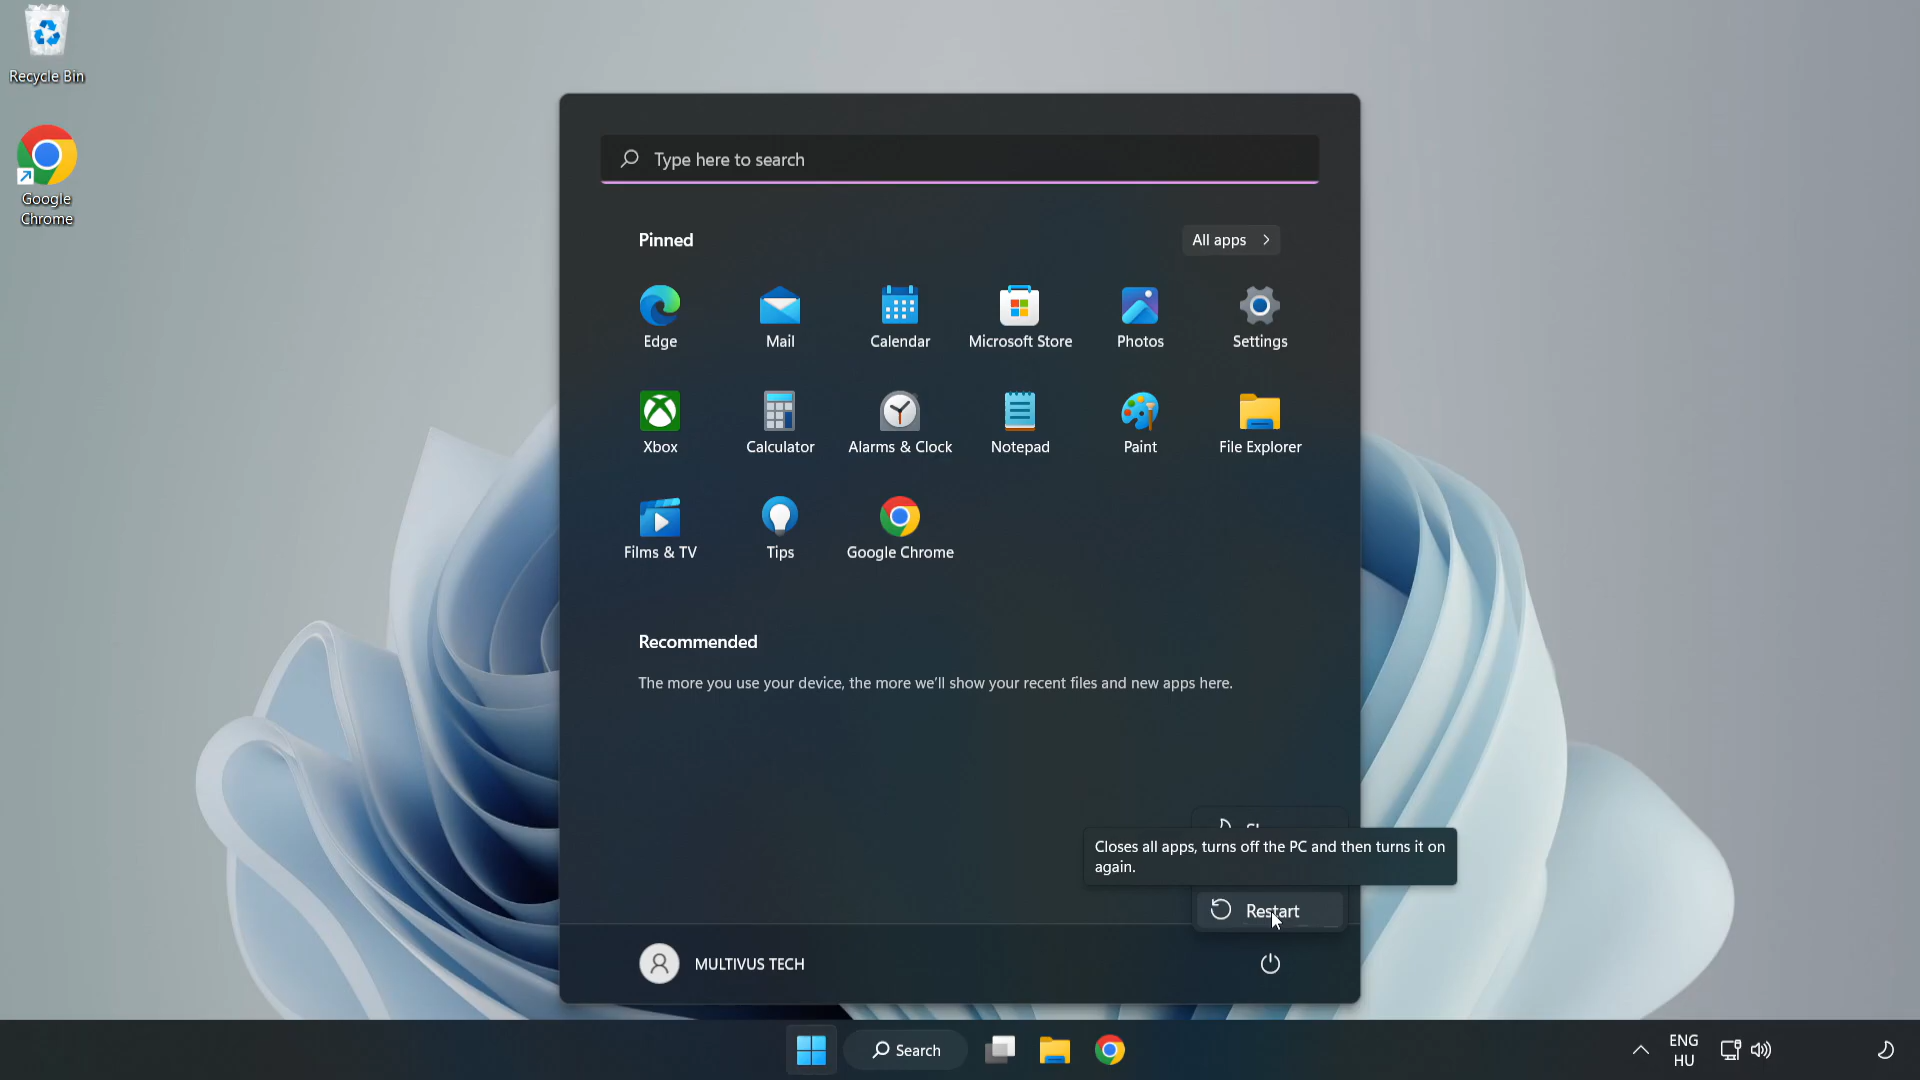 Recycle Bin
Google
Chrome
Type here to search
Pinned
All apps
Edge
Mail
Calendar
Microsoft Store
Photos
Settings
Xbox
Calculator
Alarms & Clock
Notepad
Paint
File Explorer
Films & TV
Tips
Google Chrome
Recommended
The more you use your device, the more we'll show your recent files and new apps here.
Closes all apps, turns off the PC and then turns it on
again.
Restart
MULTIVUS TECH
Search
ENG
HU